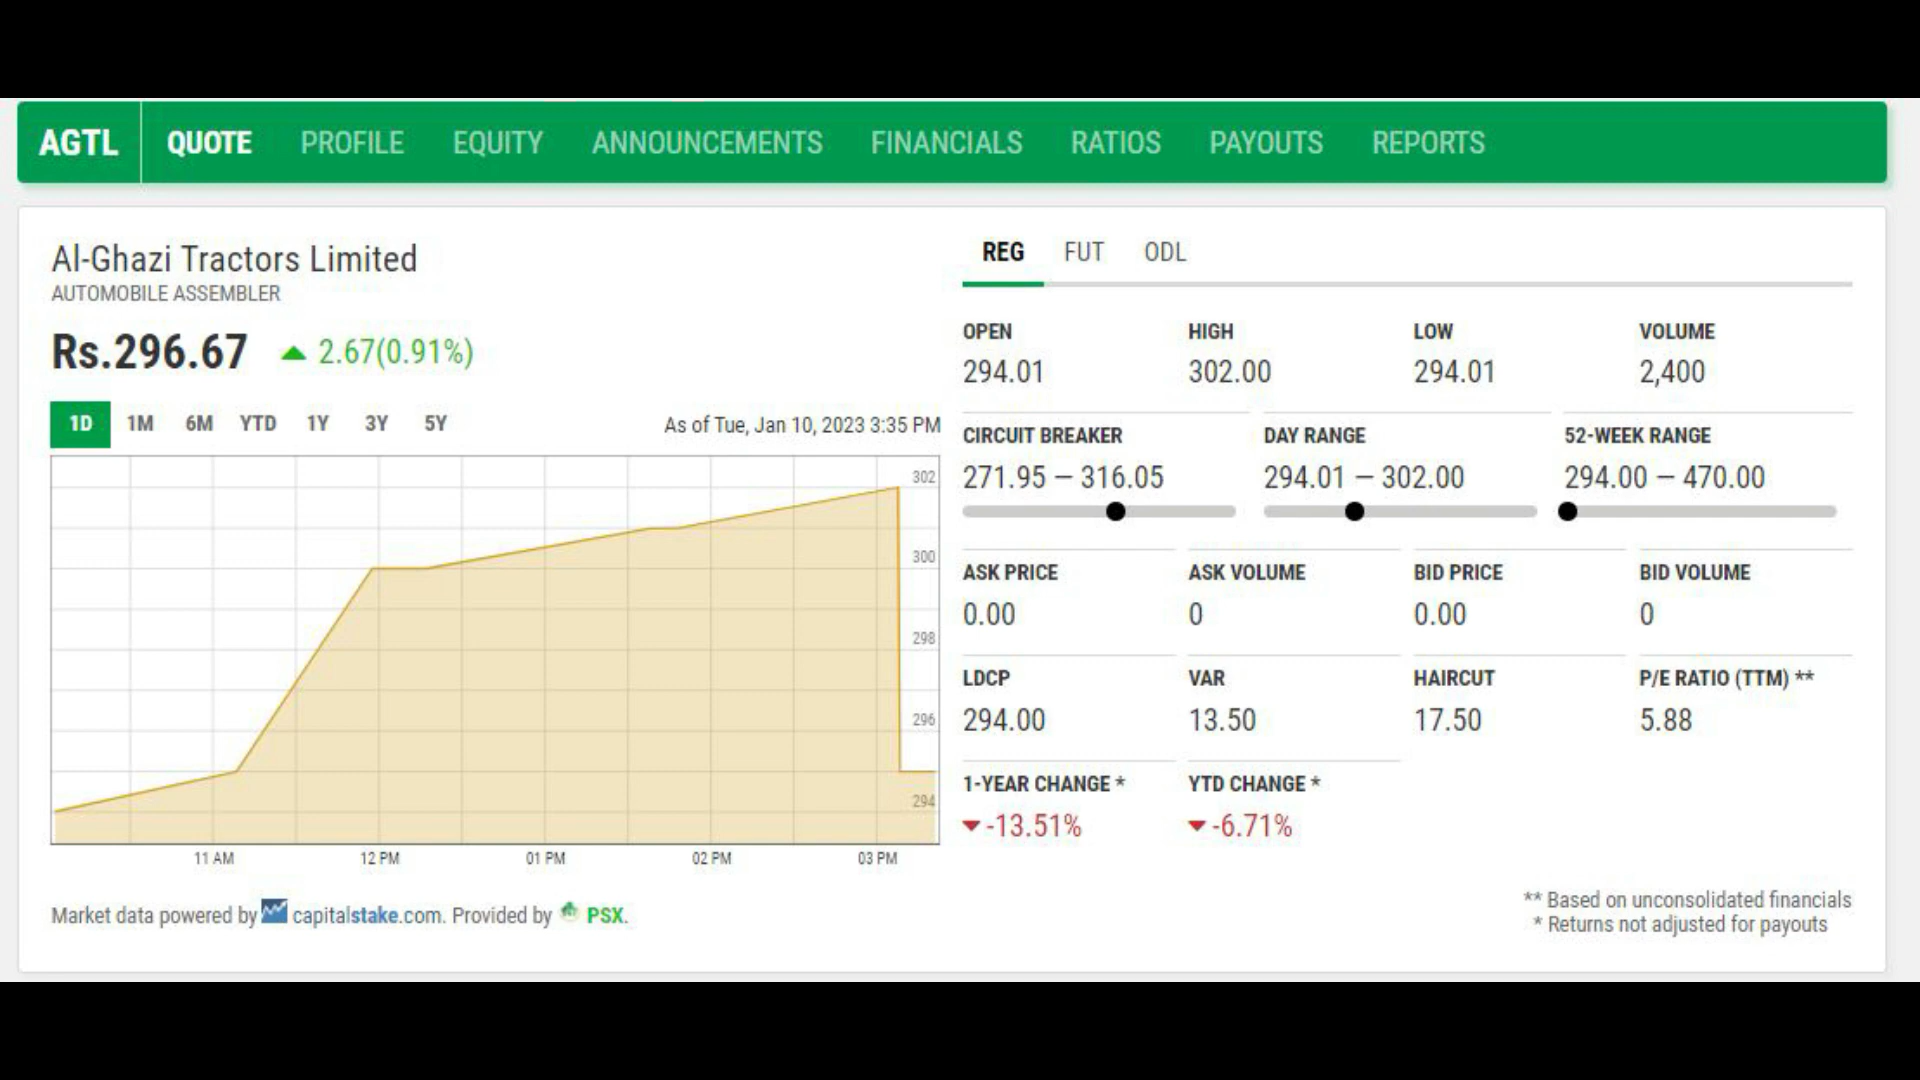 AGTL QUOTE PROFILE EQUITY ANNOUNCEMENTS FINANCIALS RATIOS PAYOUTS REPORTS
Al-Ghazi Tractors Limited
AUTOMOBILE ASSEMBLER
Rs.296.67 2.67(0.91%)
1D 1M 6M YTD 1Y 3Y 5Y As of Tue, Jan 10, 2023 3:35 PM
302
300
298
296
294
11 AM 12 PM 01 PM 02 PM 03 PM
Market data powered by capitalstake.com. Provided by PSX.
REG FUT ODL
OPEN HIGH LOW VOLUME
294.01 302.00 294.01 2,400
CIRCUIT BREAKER DAY RANGE 52-WEEK RANGE
271.95 — 316.05 294.01 — 302.00 294.00 — 470.00
ASK PRICE ASK VOLUME BID PRICE BID VOLUME
0.00 0 0.00 0
LDCP VAR HAIRCUT P/E RATIO (TTM) **
294.00 13.50 17.50 5.88
1-YEAR CHANGE * YTD CHANGE *
-13.51% -6.71%
** Based on unconsolidated financials
* Returns not adjusted for payouts